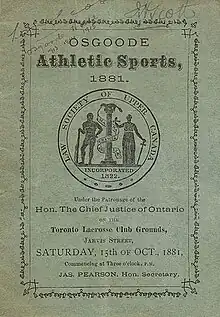 OSGOODE
Athletic Sports,
1881.
LAW SOCIETY OF UPPER CANADA
INCORPORATED
1822.
Under the Patronage of the
Hon. The Chief Justice of Ontario
ON THE
Toronto Lacrosse Club Grounds,
JARVIS STREET,
SATURDAY, 15th OF OCT., 1881,
Commencing at Three o'clock, P.M.
JAS. PEARSON, Hon. Secretary.